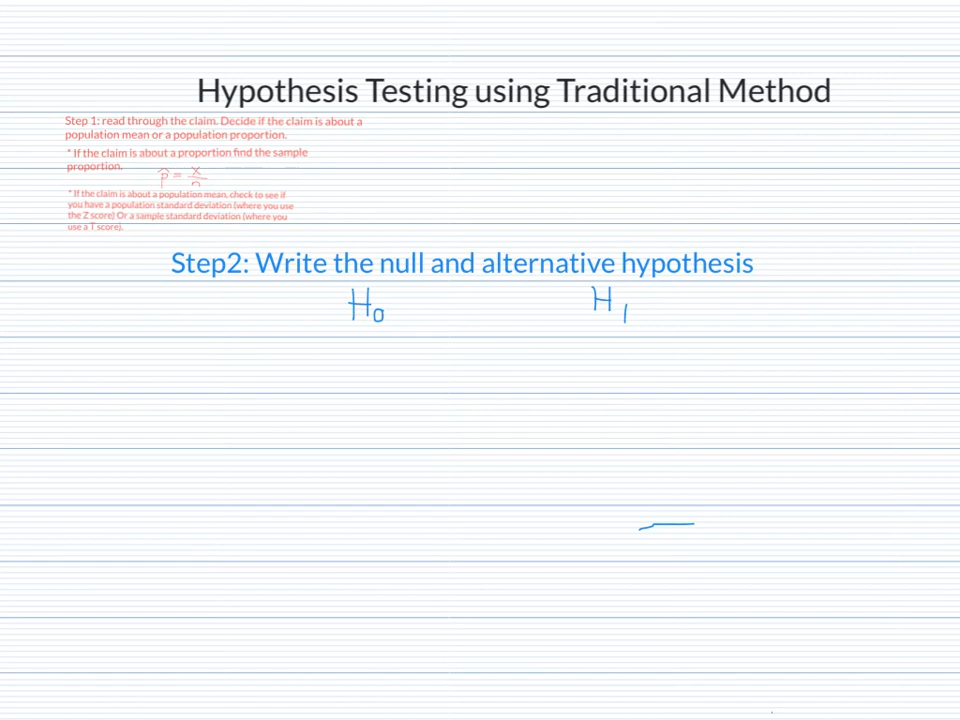 Hypothesis Testing using Traditional Method
Step 1: read through the claim. Decide if the claim is about a
population mean or a population proportion.
* If the claim is about a proportion find the sample
proportion.
p̂ = x/n
* If the claim is about a population mean, check to see if
you have a population standard deviation (where you use
the Z score) Or a sample standard deviation (where you
use a T score).
Step2: Write the null and alternative hypothesis
H₀ H₁